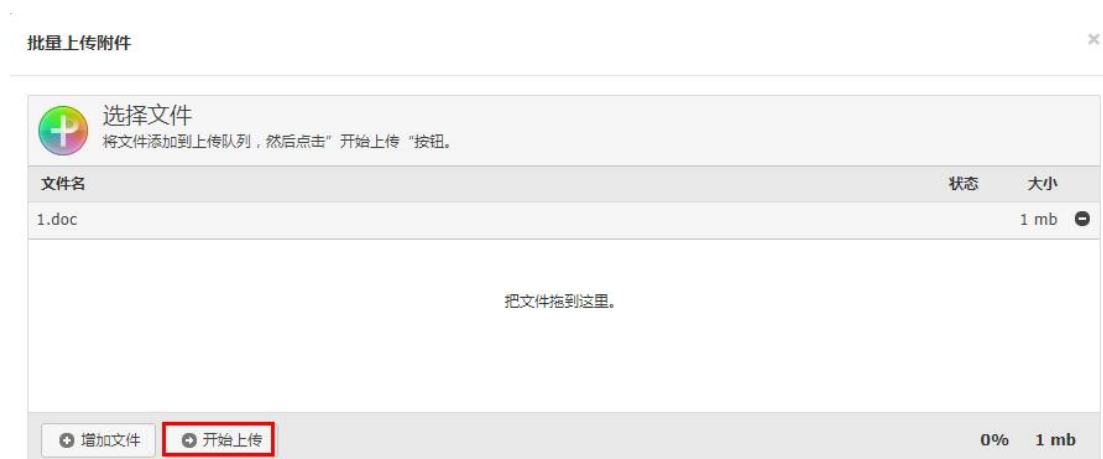 批量上传附件
选择文件
将文件添加到上传队列，然后点击”开始上传“按钮。
文件名 状态 大小
1.doc 1 mb
把文件拖到这里。
增加文件 开始上传 0% 1 mb